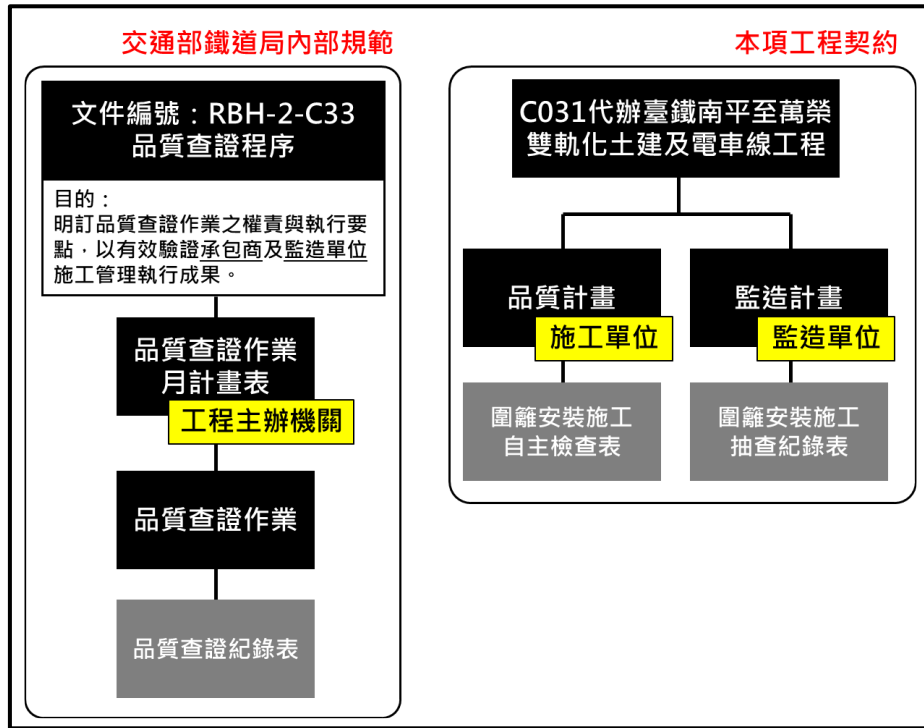 交通部鐵道局內部規範
文件編號：RBH-2-C33
品質查證程序
目的：
明訂品質查證作業之權責與執行要
點，以有效驗證承包商及監造單位
施工管理執行成果。
品質查證作業
月計畫表
工程主辦機關
品質查證作業
品質查證紀錄表
本項工程契約
C031代辦臺鐵南平至萬榮
雙軌化土建及電車線工程
品質計畫
施工單位
圍籬安裝施工
自主檢查表
監造計畫
監造單位
圍籬安裝施工
抽查紀錄表